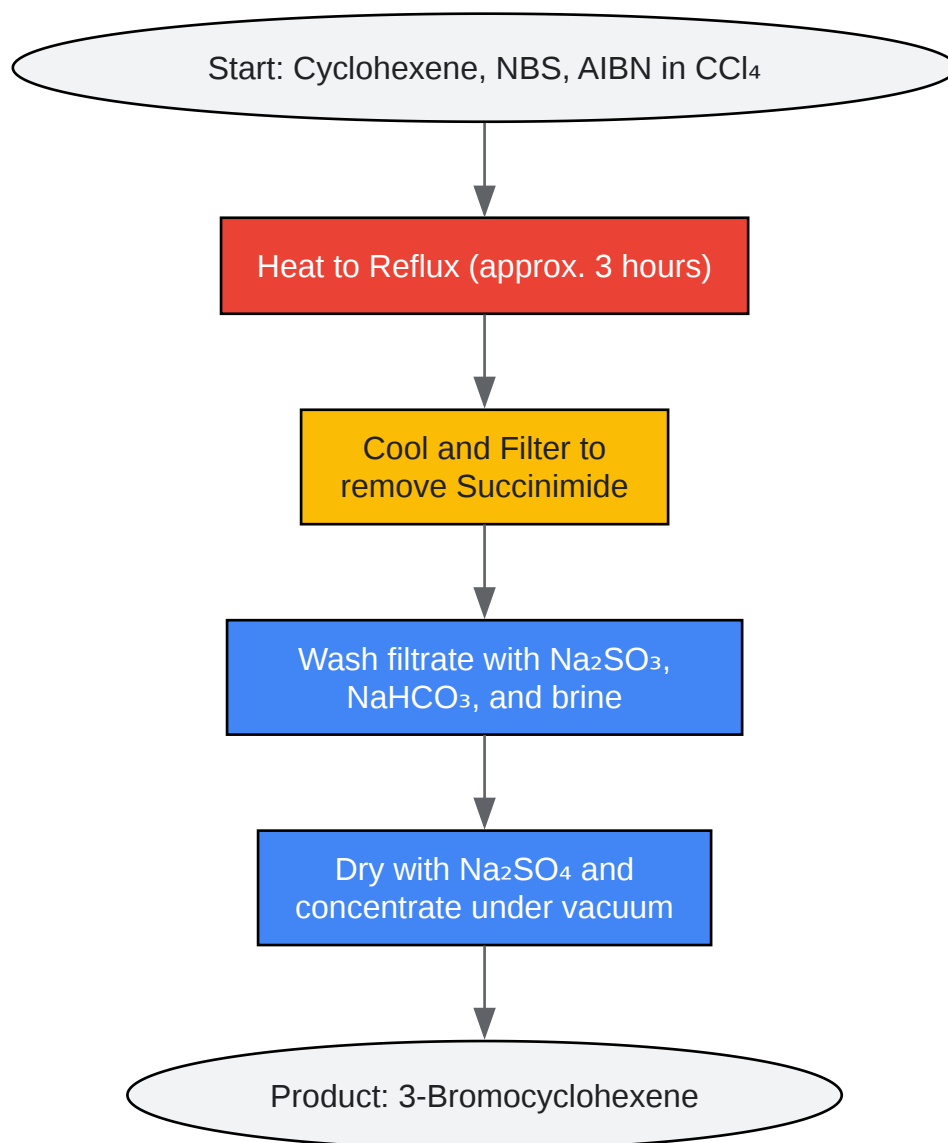 Start: Cyclohexene, NBS, AIBN in CCl₄
Heat to Reflux (approx. 3 hours)
Cool and Filter to
remove Succinimide
Wash filtrate with Na₂SO₃,
NaHCO₃, and brine
Dry with Na₂SO₄ and
concentrate under vacuum
Product: 3-Bromocyclohexene